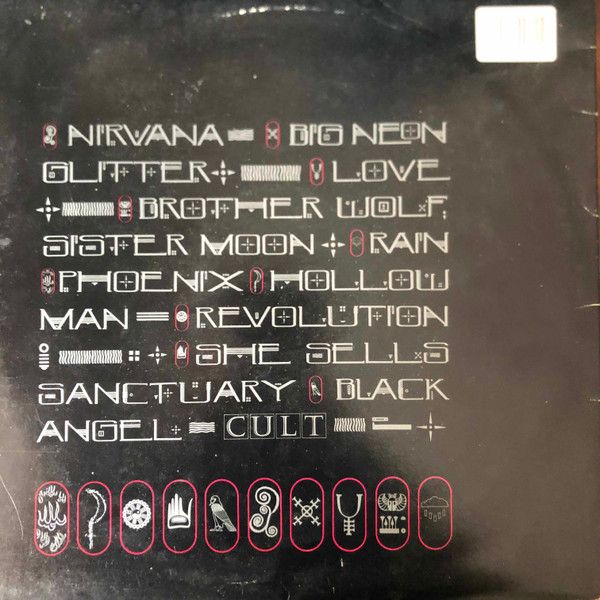 NIRVANA BIG NEON
GLITTER LOVE
BROTHER WOLF,
SISTER MOON RAIN
PHOENIX HOLLOW
MAN REVOLUTION
SHE SELLS
SANCTUARY BLACK
ANGEL CULT